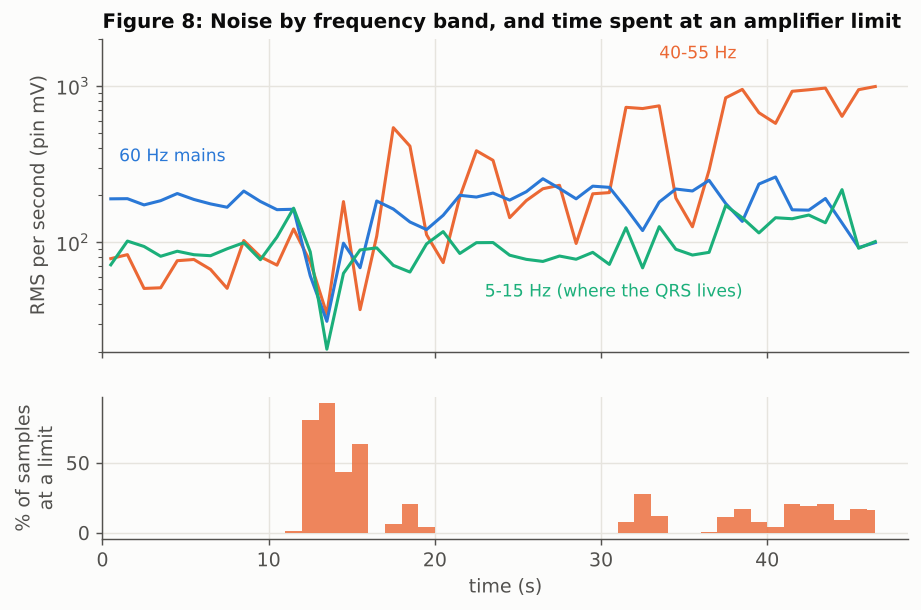 Figure 8: Noise by frequency band, and time spent at an amplifier limit
40-55 Hz
10³
60 Hz mains
RMS per second (pin mV)
10²
5-15 Hz (where the QRS lives)
% of samples
at a limit
50
0
0 10 20 30 40
time (s)